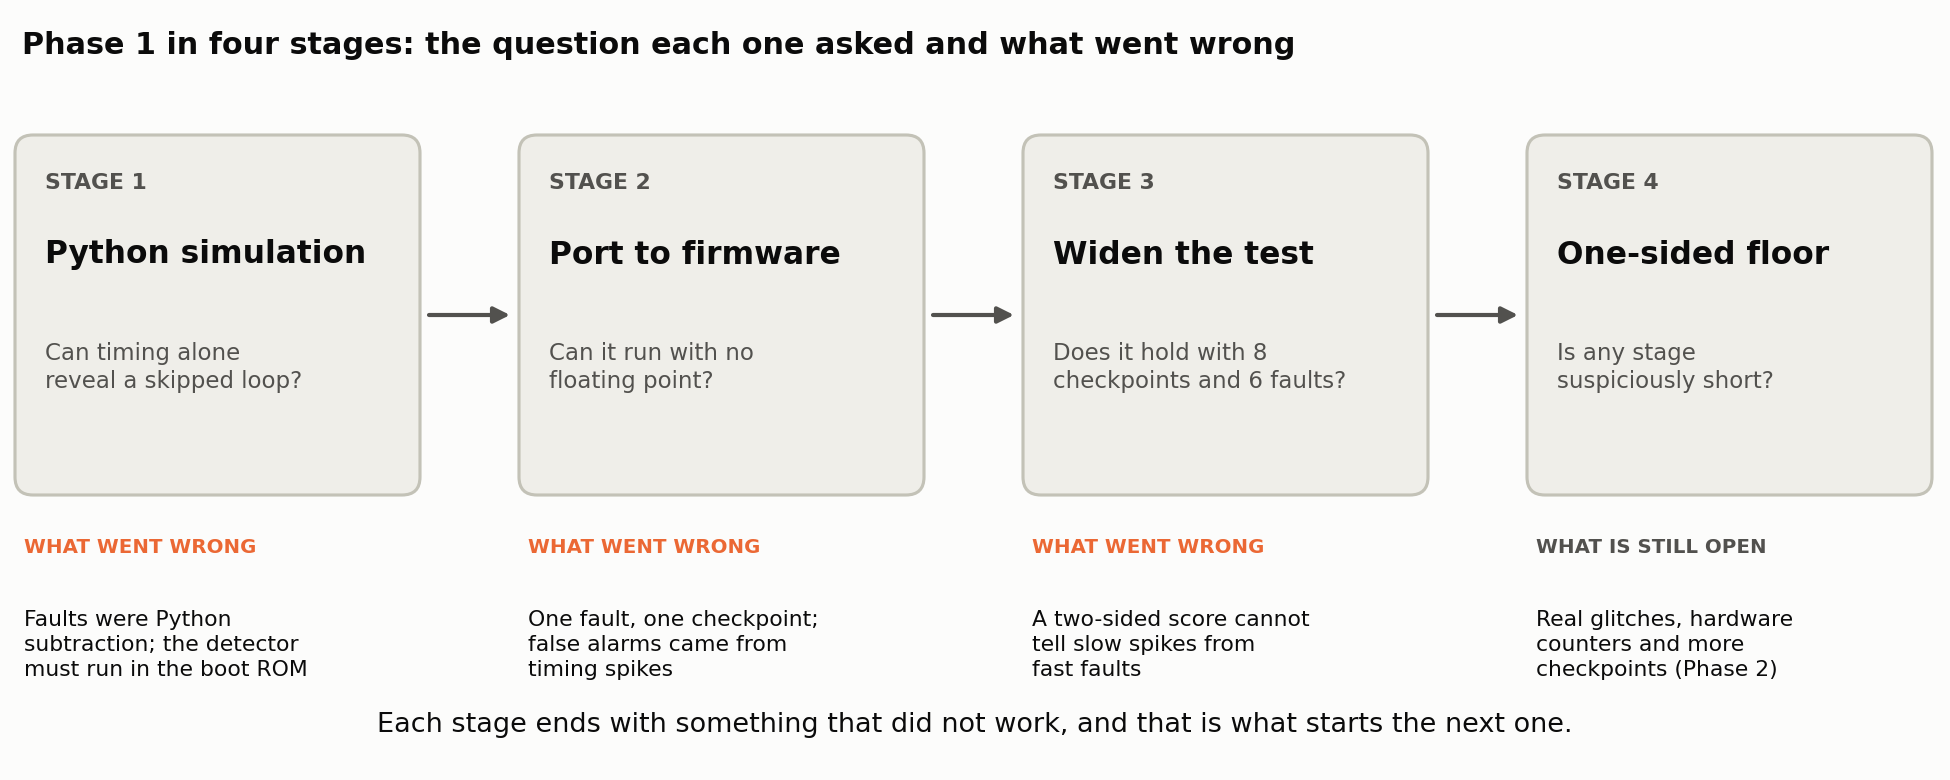 Phase 1 in four stages: the question each one asked and what went wrong
STAGE 1
Python simulation
Can timing alone
reveal a skipped loop?
STAGE 2
Port to firmware
Can it run with no
floating point?
STAGE 3
Widen the test
Does it hold with 8
checkpoints and 6 faults?
STAGE 4
One-sided floor
Is any stage
suspiciously short?
WHAT WENT WRONG
Faults were Python
subtraction; the detector
must run in the boot ROM
WHAT WENT WRONG
One fault, one checkpoint;
false alarms came from
timing spikes
WHAT WENT WRONG
A two-sided score cannot
tell slow spikes from
fast faults
WHAT IS STILL OPEN
Real glitches, hardware
counters and more
checkpoints (Phase 2)
Each stage ends with something that did not work, and that is what starts the next one.